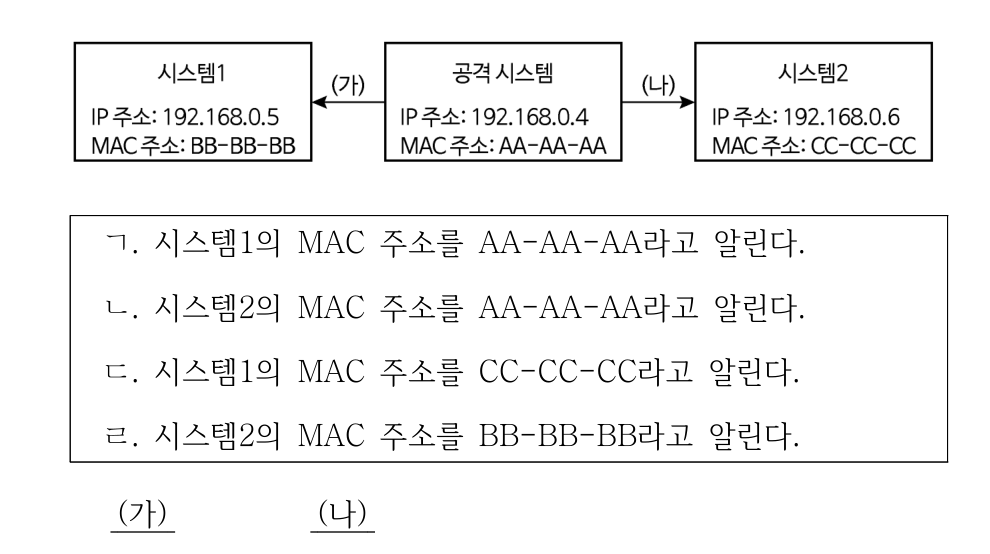 시스템1
IP 주소: 192.168.0.5
MAC 주소: BB-BB-BB
(가)
공격 시스템
IP 주소: 192.168.0.4
MAC 주소: AA-AA-AA
(나)
시스템2
IP 주소: 192.168.0.6
MAC 주소: CC-CC-CC
ㄱ. 시스템1의 MAC 주소를 AA-AA-AA라고 알린다.
ㄴ. 시스템2의 MAC 주소를 AA-AA-AA라고 알린다.
ㄷ. 시스템1의 MAC 주소를 CC-CC-CC라고 알린다.
ㄹ. 시스템2의 MAC 주소를 BB-BB-BB라고 알린다.
(가) (나)